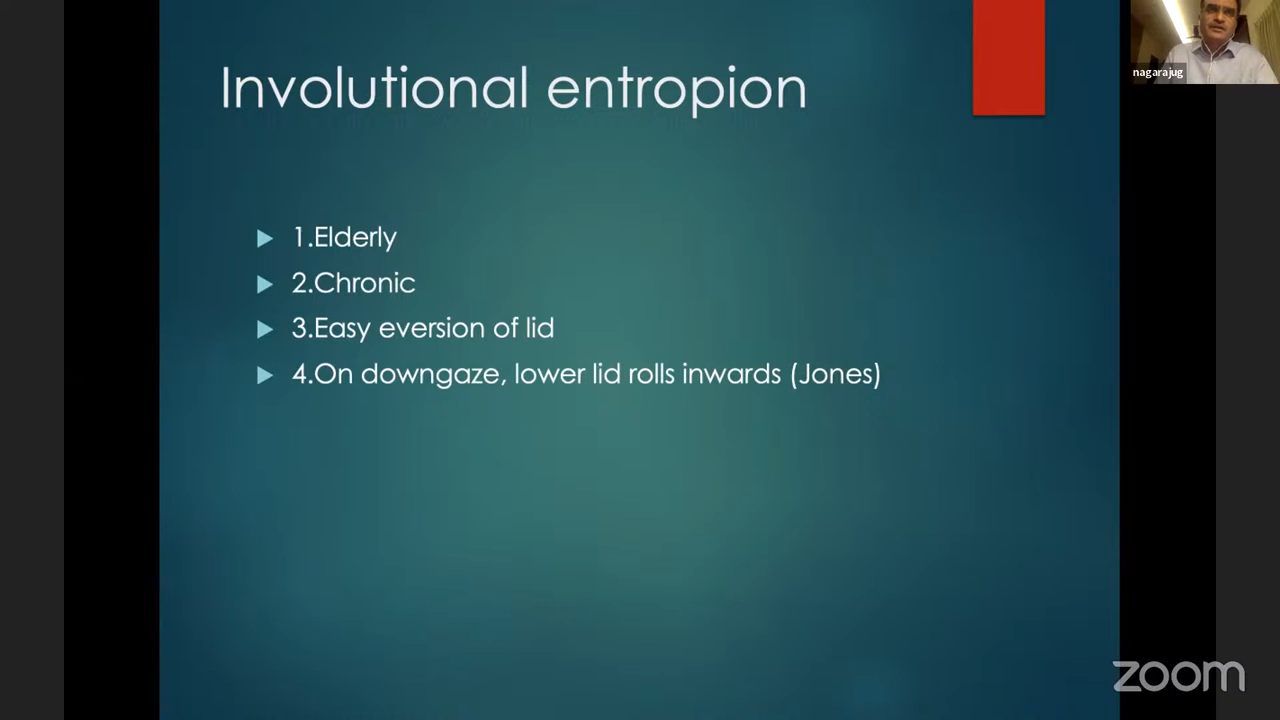 Involutional entropion
nagarajug
1.Elderly
2.Chronic
3.Easy eversion of lid
4.On downgaze, lower lid rolls inwards (Jones)
zoom